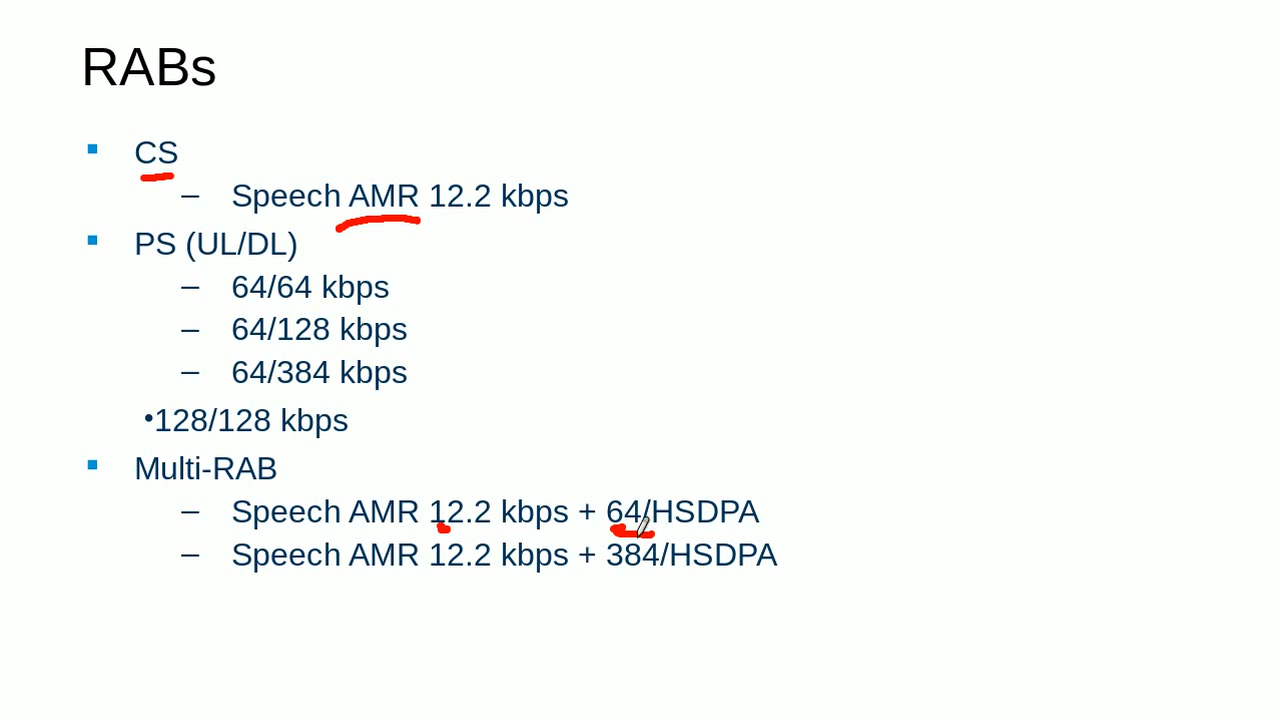 RABs
▪ CS
– Speech AMR 12.2 kbps
▪ PS (UL/DL)
– 64/64 kbps
– 64/128 kbps
– 64/384 kbps
•128/128 kbps
▪ Multi-RAB
– Speech AMR 12.2 kbps + 64/HSDPA
– Speech AMR 12.2 kbps + 384/HSDPA